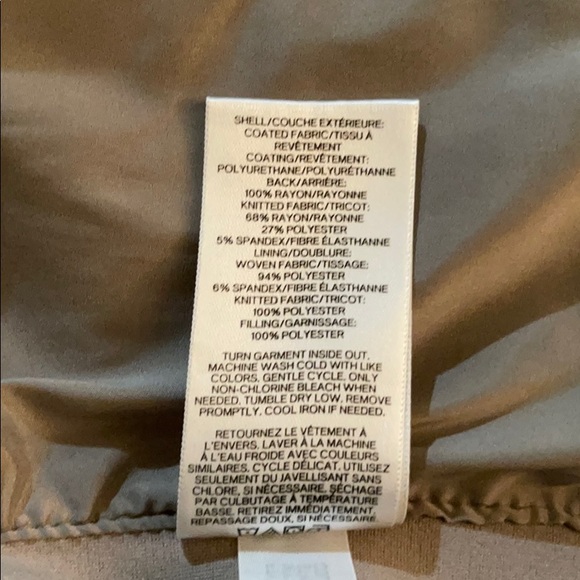 SHELL/COUCHE EXTÉRIEURE:
COATED FABRIC/TISSU À
REVÊTEMENT
COATING/REVÊTEMENT:
POLYURETHANE/POLYURÉTHANNE
BACK/ARRIÈRE:
100% RAYON/RAYONNE
KNITTED FABRIC/TRICOT:
68% RAYON/RAYONNE
27% POLYESTER
5% SPANDEX/FIBRE ÉLASTHANNE
LINING/DOUBLURE:
WOVEN FABRIC/TISSAGE:
94% POLYESTER
6% SPANDEX/FIBRE ÉLASTHANNE
KNITTED FABRIC/TRICOT:
100% POLYESTER
FILLING/GARNISSAGE:
100% POLYESTER
TURN GARMENT INSIDE OUT.
MACHINE WASH COLD WITH LIKE
COLORS. GENTLE CYCLE. ONLY
NON-CHLORINE BLEACH WHEN
NEEDED. TUMBLE DRY LOW. REMOVE
PROMPTLY. COOL IRON IF NEEDED.
RETOURNEZ LE VÊTEMENT À
L'ENVERS. LAVER À LA MACHINE
À L'EAU FROIDE AVEC COULEURS
SIMILAIRES. CYCLE DÉLICAT. UTILISEZ
SEULEMENT DU JAVELLISANT SANS
CHLORE, SI NÉCESSAIRE. SÉCHAGE
PAR CULBUTAGE À TEMPÉRATURE
BASSE. RETIREZ IMMÉDIATEMENT.
REPASSAGE DOUX, SI NÉCESSAIRE.